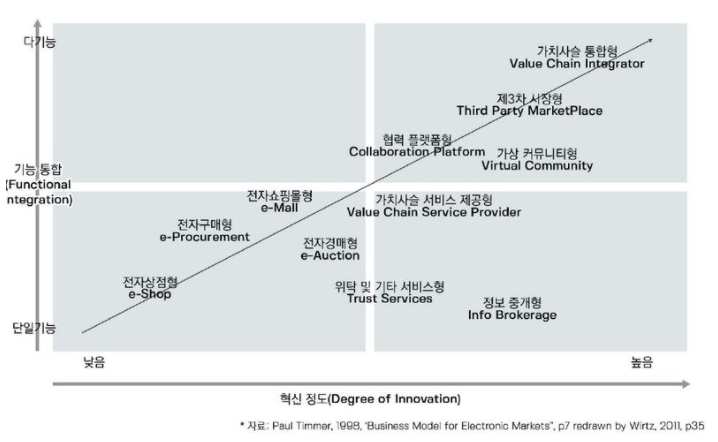 다기능
가치사슬 통합형
Value Chain Integrator
제3차 시장형
Third Party MarketPlace
협력 플랫폼형
Collaboration Platform
가상 커뮤니티형
Virtual Community
기능 통합
(Functional
ntegration)
전자쇼핑몰형
e-Mall
가치사슬 서비스 제공형
Value Chain Service Provider
전자구매형
e-Procurement
전자경매형
e-Auction
전자상점형
e-Shop
위탁 및 기타 서비스형
Trust Services
정보 중개형
Info Brokerage
단일기능
낮음
높음
혁신 정도(Degree of Innovation)
* 자료: Paul Timmer, 1998, "Business Model for Electronic Markets", p7 redrawn by Wirtz, 2011, p35